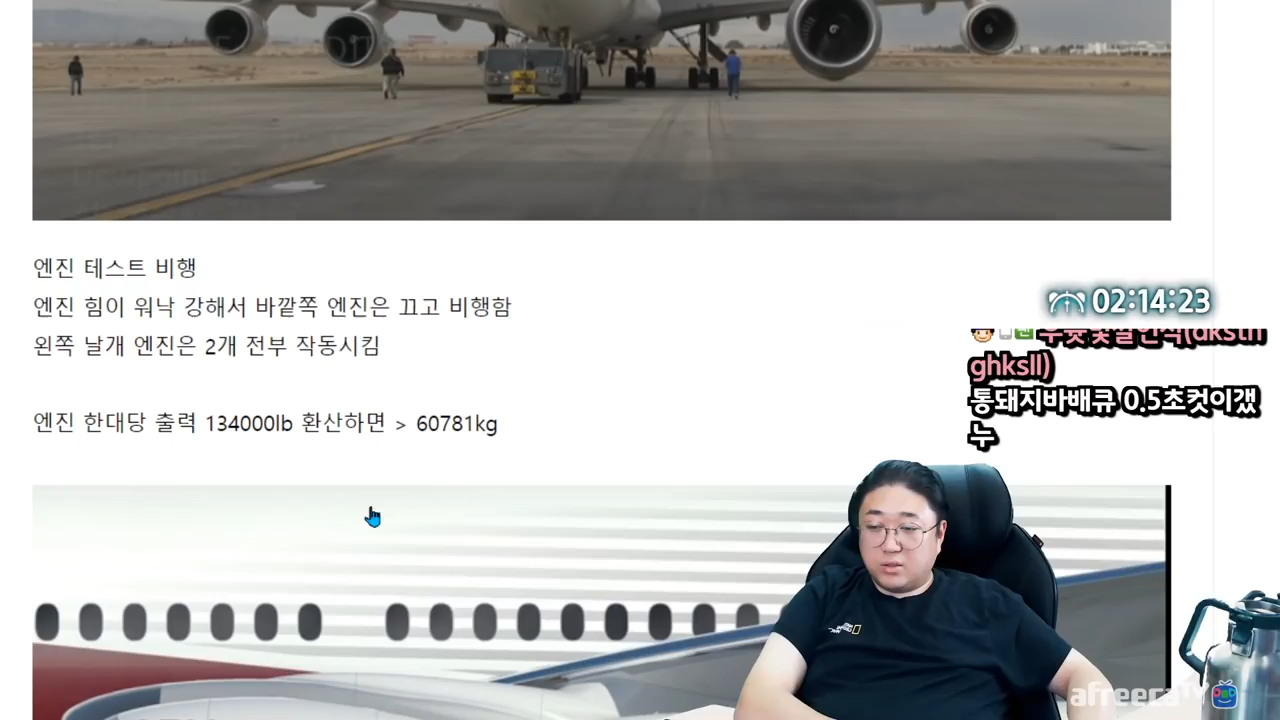 엔진 테스트 비행
엔진 힘이 워낙 강해서 바깥쪽 엔진은 끄고 비행함
왼쪽 날개 엔진은 2개 전부 작동시킴
엔진 한대당 출력 134000lb 환산하면 > 60781kg
02:14:23
ghksll)
통돼지바배큐 0.5초컷이갰
누
afreecaTV